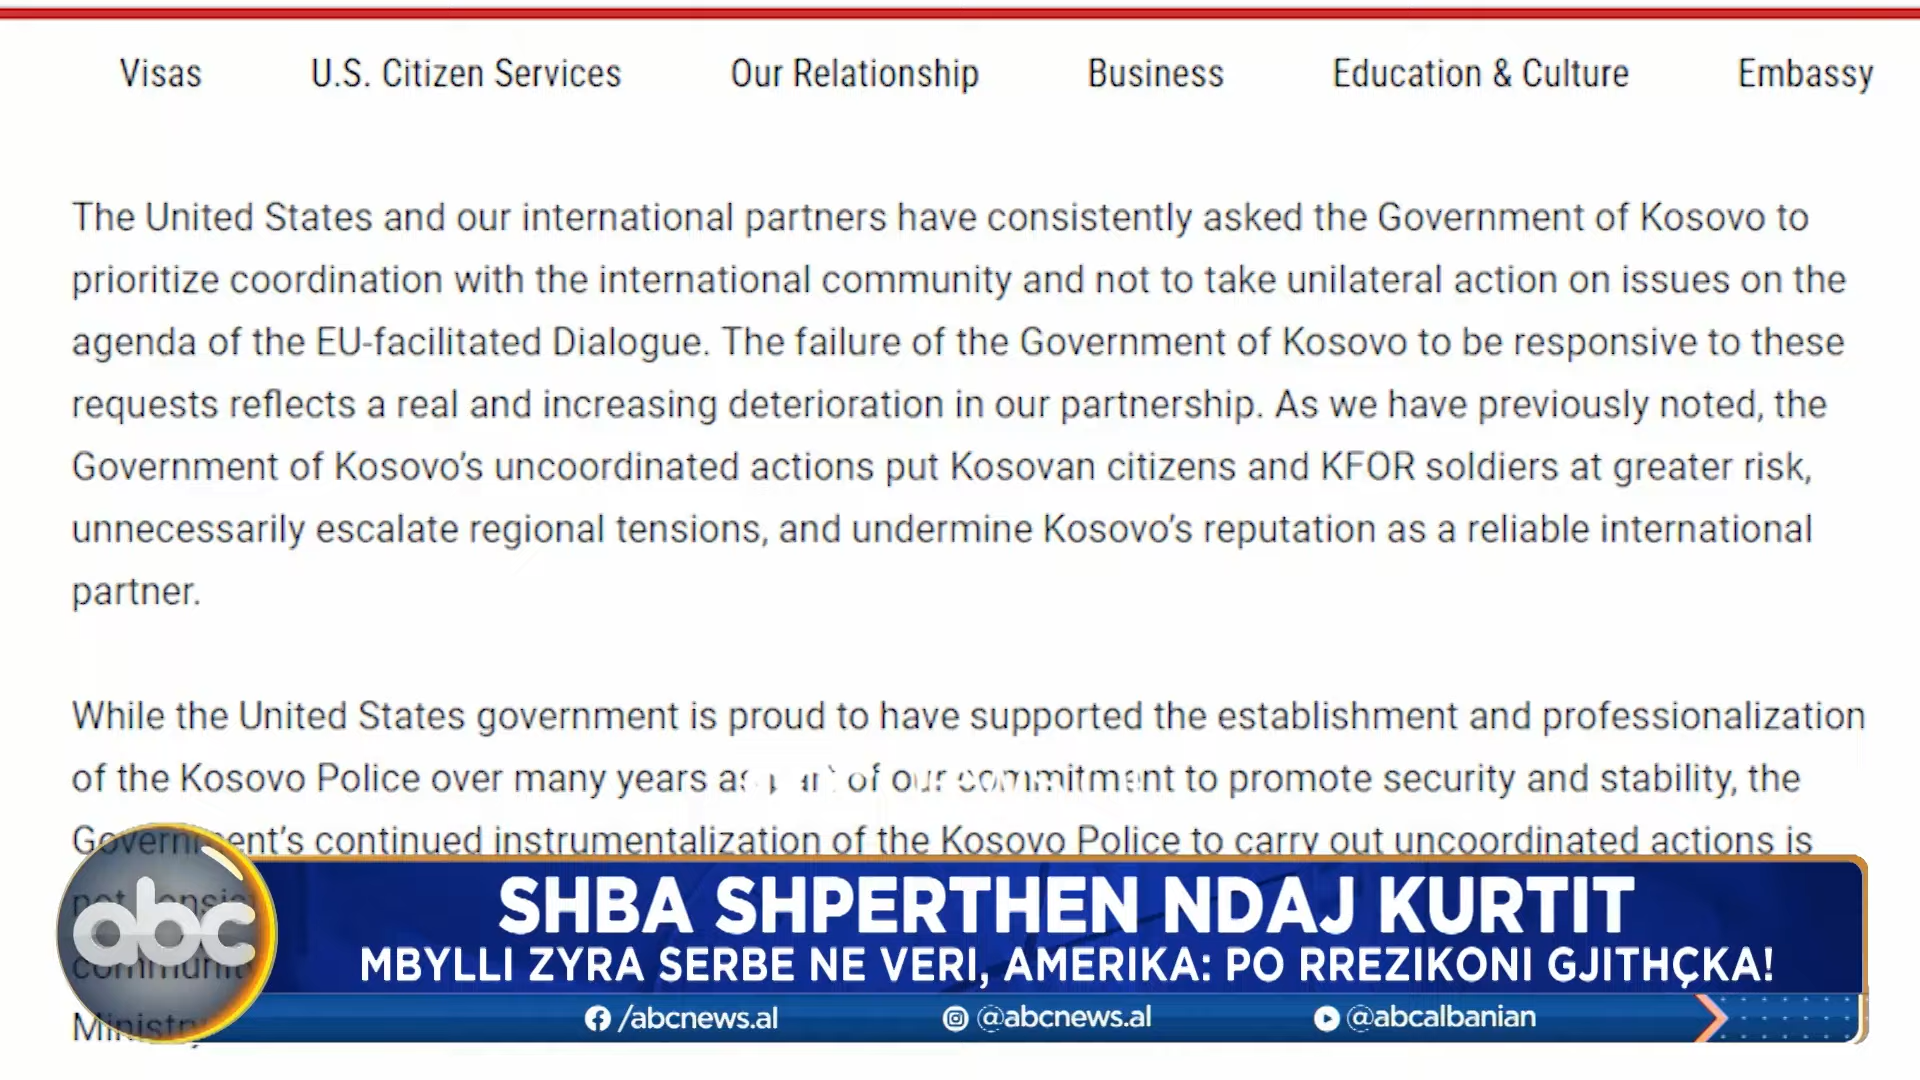 Visas U.S. Citizen Services Our Relationship Business Education & Culture Embassy
The United States and our international partners have consistently asked the Government of Kosovo to
prioritize coordination with the international community and not to take unilateral action on issues on the
agenda of the EU-facilitated Dialogue. The failure of the Government of Kosovo to be responsive to these
requests reflects a real and increasing deterioration in our partnership. As we have previously noted, the
Government of Kosovo’s uncoordinated actions put Kosovan citizens and KFOR soldiers at greater risk,
unnecessarily escalate regional tensions, and undermine Kosovo’s reputation as a reliable international
partner.
While the United States government is proud to have supported the establishment and professionalization
of the Kosovo Police over many years as part of our commitment to promote security and stability, the
Government’s continued instrumentalization of the Kosovo Police to carry out uncoordinated actions is
abc
SHBA SHPERTHEN NDAJ KURTIT
MBYLLI ZYRA SERBE NE VERI, AMERIKA: PO RREZIKONI GJITHÇKA!
/abcnews.al @abcnews.al @abcalbanian